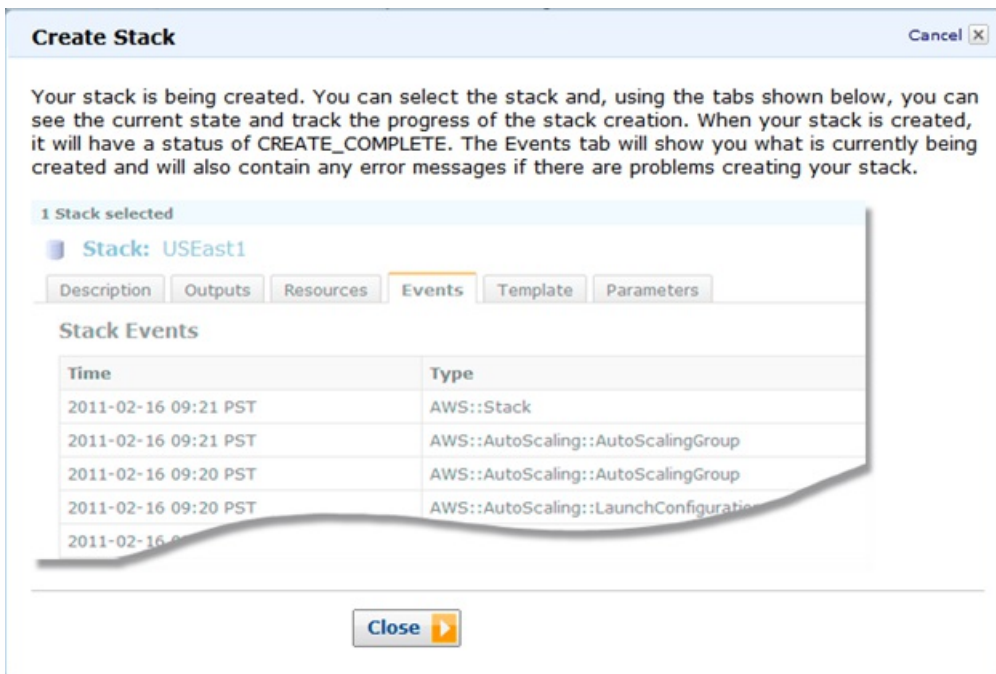 Create Stack
Cancel
Your stack is being created. You can select the stack and, using the tabs shown below, you can
see the current state and track the progress of the stack creation. When your stack is created,
it will have a status of CREATE_COMPLETE. The Events tab will show you what is currently being
created and will also contain any error messages if there are problems creating your stack.
1 Stack selected
Stack: USEast1
Description Outputs Resources Events Template Parameters
Stack Events
Time Type
2011-02-16 09:21 PST AWS::Stack
2011-02-16 09:21 PST AWS::AutoScaling::AutoScalingGroup
2011-02-16 09:20 PST AWS::AutoScaling::AutoScalingGroup
2011-02-16 09:20 PST AWS::AutoScaling::LaunchConfiguration
2011-02-16
Close